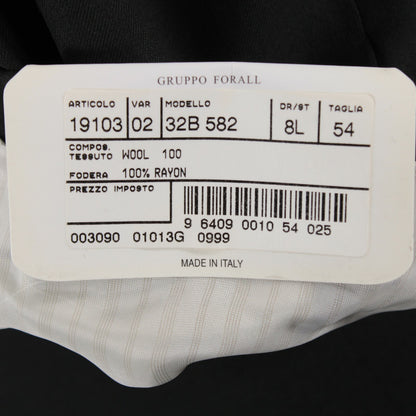 GRUPPO FORALL
ARTICOLO VAR MODELLO DR/ST TAGLIA
19103 02 32B 582 8L 54
COMPOS.
TESSUTO WOOL 100
FODERA 100% RAYON
PREZZO IMPOSTO
9 6409 0010 54 025
003090 01013G 0999
MADE IN ITALY